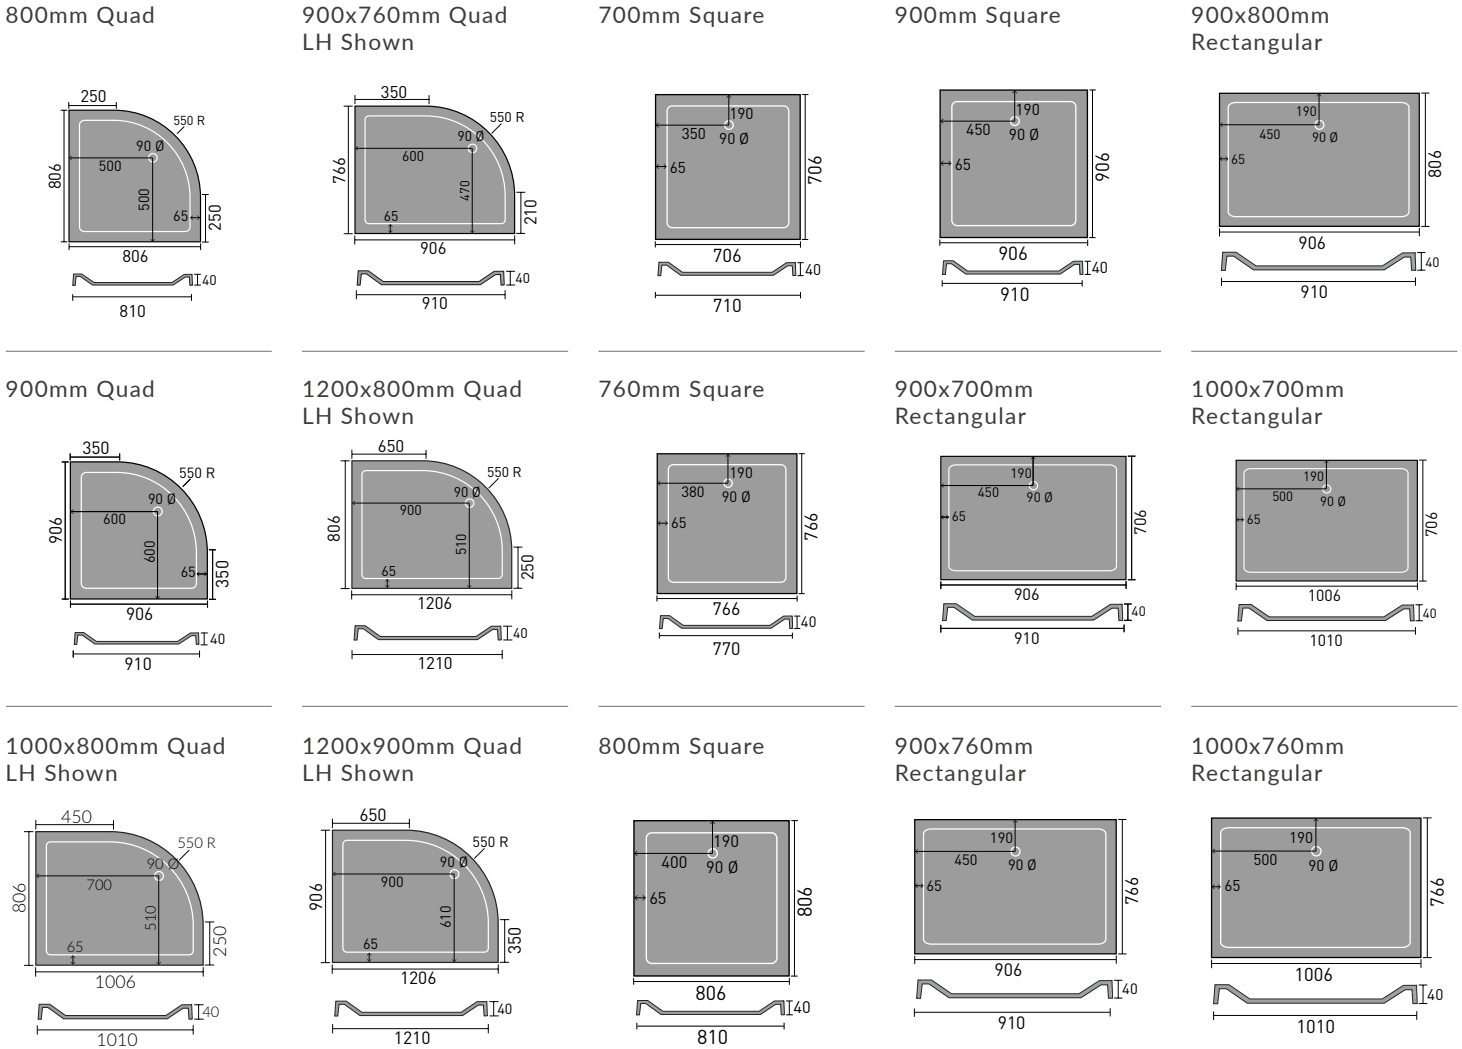 800mm Quad
250
550 R
90 Ø
500
500
806
65
250
806
40
810
900x760mm Quad
LH Shown
350
550 R
90 Ø
600
766
470
65
210
906
40
910
700mm Square
190
350
90 Ø
65
706
706
40
710
900mm Square
190
450
90 Ø
65
906
906
40
910
900x800mm
Rectangular
190
450
90 Ø
65
806
906
40
910
900mm Quad
350
550 R
90 Ø
600
906
600
65
350
906
40
910
1200x800mm Quad
LH Shown
650
550 R
90 Ø
900
806
510
65
250
1206
40
1210
760mm Square
190
380
90 Ø
65
766
766
40
770
900x700mm
Rectangular
190
450
90 Ø
65
706
906
40
910
1000x700mm
Rectangular
190
500
90 Ø
65
706
1006
40
1010
1000x800mm Quad
LH Shown
450
550 R
90 Ø
700
806
510
65
250
1006
40
1010
1200x900mm Quad
LH Shown
650
550 R
90 Ø
900
906
610
65
350
1206
40
1210
800mm Square
190
400
90 Ø
65
806
806
40
810
900x760mm
Rectangular
190
450
90 Ø
65
766
906
40
910
1000x760mm
Rectangular
190
500
90 Ø
65
766
1006
40
1010